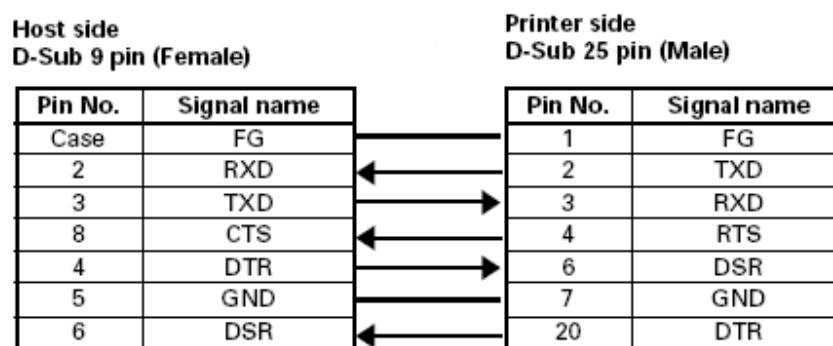 Host side
D-Sub 9 pin (Female)
Printer side
D-Sub 25 pin (Male)
Pin No. Signal name Pin No. Signal name
Case FG 1 FG
2 RXD 2 TXD
3 TXD 3 RXD
8 CTS 4 RTS
4 DTR 6 DSR
5 GND 7 GND
6 DSR 20 DTR